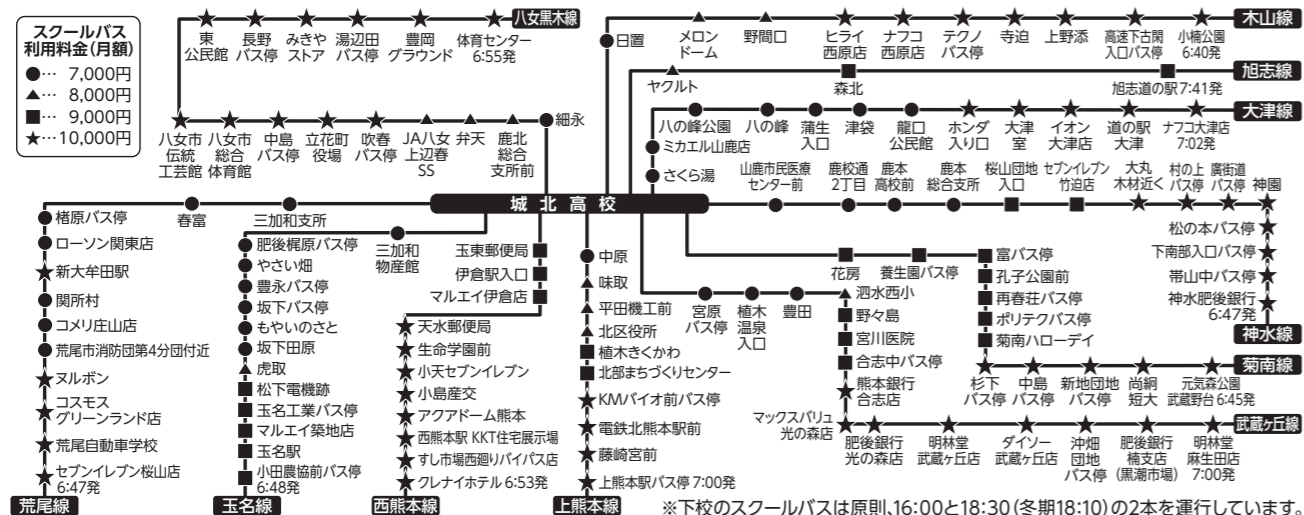 スクールバス
利用料金(月額)
●… 7,000円
▲… 8,000円
■… 9,000円
★…10,000円
八女黒木線
東
公民館
長野
バス停
みきや
ストア
湯辺田
バス停
豊岡
グラウンド
体育センター
6:55発
八女市
伝統
工芸館
八女市
総合
体育館
中島
バス停
立花町
役場
吹春
バス停
JA八女
上辺春
SS
弁天
鹿北
総合
支所前
細永
木山線
日置
メロン
ドーム
野間口
ヒライ
西原店
ナフコ
西原店
テクノ
バス停
寺迫
上野添
高速下古閑
入口バス停
小楠公園
6:40発
旭志線
ヤクルト
森北
旭志道の駅 7:41発
大津線
八の峰公園
八の峰
蒲生
入口
津袋
龍口
公民館
ホンダ
入り口
大津
室
イオン
大津店
道の駅
大津
ナフコ大津店
7:02発
ミカエル山鹿店
さくら湯
山鹿市民医療
センター前
鹿校通
2丁目
鹿本
高校前
鹿本
総合支所
桜山団地
入口
セブンイレブン
竹迫店
大丸
木材近く
村の上
バス停
廣街道
バス停
神園
松の本バス停
下南部入口バス停
帯山中バス停
神水肥後銀行
6:47発
神水線
城北高校
春富
三加和支所
楮原バス停
ローソン関東店
新大牟田駅
関所村
コメリ庄山店
荒尾市消防団第4分団付近
ヌルボン
コスモス
グリーンランド店
荒尾自動車学校
セブンイレブン桜山店
6:47発
荒尾線
三加和
物産館
肥後梶原バス停
やさい畑
豊永バス停
坂下バス停
もやいのさと
坂下田原
虎取
松下電機跡
玉名工業バス停
マルエイ築地店
玉名駅
小田農協前バス停
6:48発
玉名線
玉東郵便局
伊倉駅入口
マルエイ伊倉店
天水郵便局
生命学園前
小天セブンイレブン
小島産交
アクアドーム熊本
西熊本駅 KKT住宅展示場
すし市場西廻りバイパス店
クレナイホテル 6:53発
西熊本線
中原
味取
平田機工前
北区役所
植木きくかわ
北部まちづくりセンター
KMバイオ前バス停
電鉄北熊本駅前
藤崎宮前
上熊本駅バス停 7:00発
上熊本線
宮原
バス停
植木
温泉
入口
豊田
泗水西小
野々島
宮川医院
合志中バス停
熊本銀行
合志店
マックスバリュ
光の森店
肥後銀行
光の森店
明林堂
武蔵ヶ丘店
ダイソー
武蔵ヶ丘店
沖畑
団地
バス停
肥後銀行
楠支店
(黒潮市場)
明林堂
麻生田店
7:00発
武蔵ヶ丘線
花房
養生園バス停
富バス停
孔子公園前
再春荘バス停
ポリテクバス停
菊南ハローデイ
杉下
バス停
中島
バス停
新地団地
バス停
尚絅
短大
元気森公園
武蔵野台 6:45発
菊南線
※下校のスクールバスは原則、16:00と18:30(冬期18:10)の2本を運行しています。